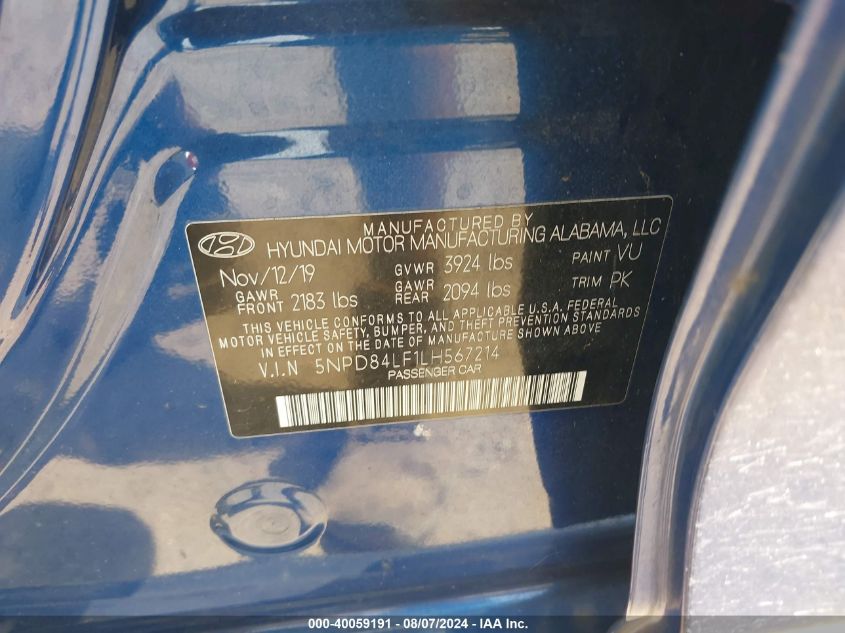 MANUFACTURED BY
HYUNDAI MOTOR MANUFACTURING ALABAMA, LLC
Nov/12/19 GVWR 3924 lbs PAINT VU
GAWR FRONT 2183 lbs GAWR REAR 2094 lbs TRIM PK
THIS VEHICLE CONFORMS TO ALL APPLICABLE U.S.A. FEDERAL
MOTOR VEHICLE SAFETY, BUMPER, AND THEFT PREVENTION STANDARDS
IN EFFECT ON THE DATE OF MANUFACTURE SHOWN ABOVE
V.I.N 5NPD84LF1LH567214
PASSENGER CAR
000-40059191 - 08/07/2024 - Copyright © 2024 IAA, Inc.